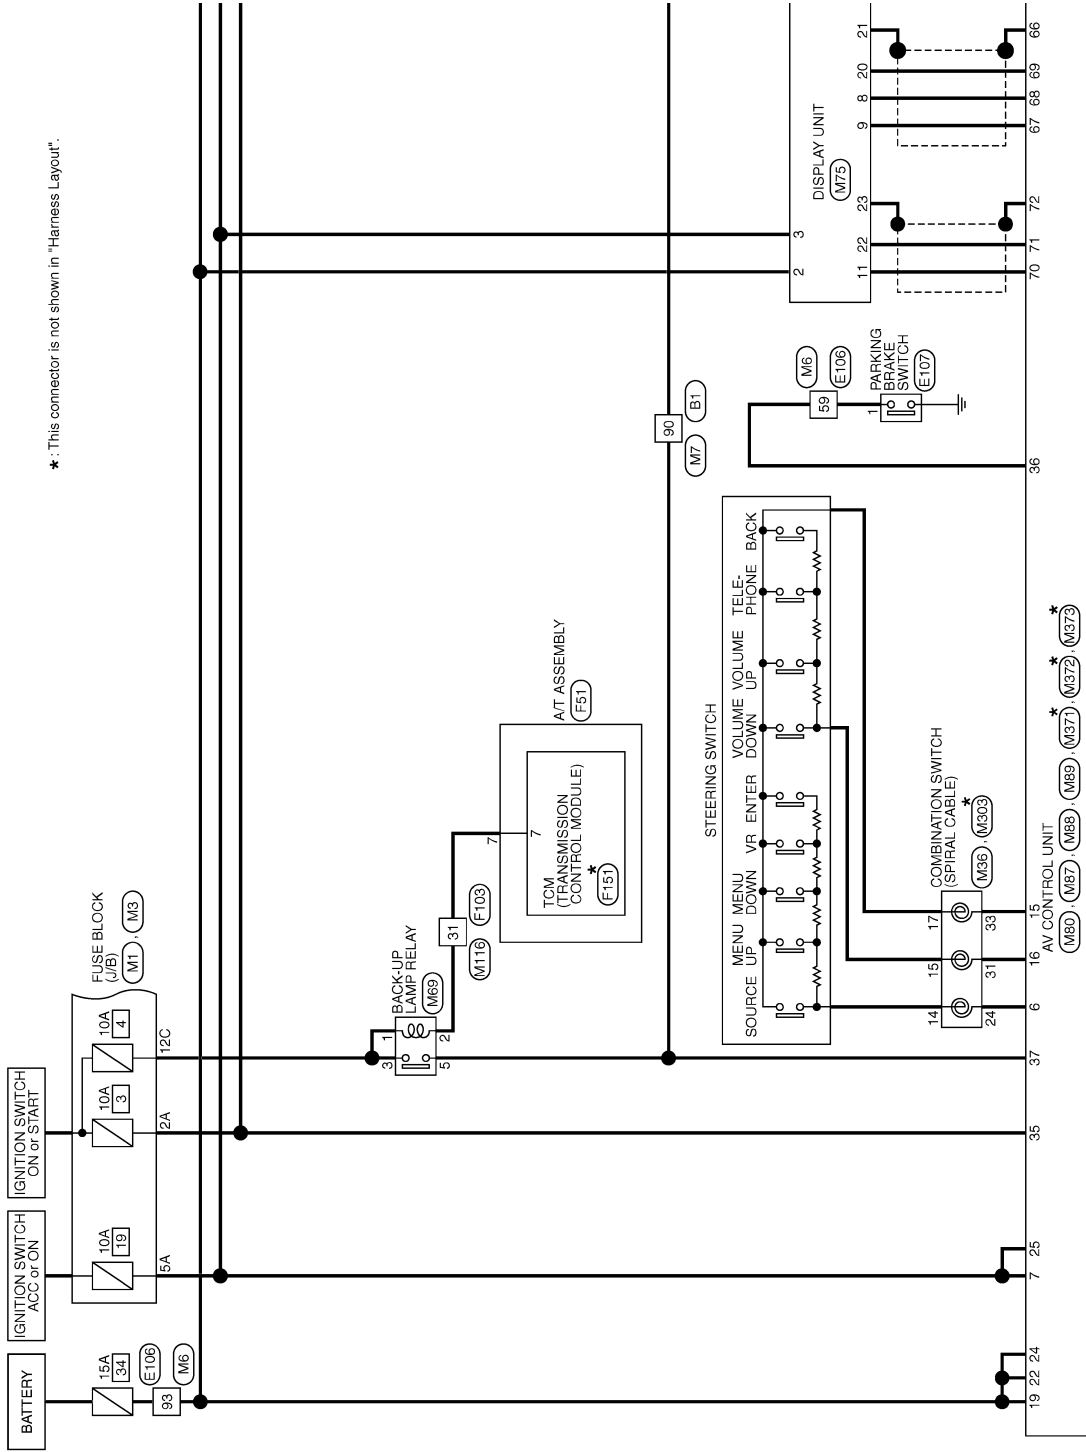 BATTERY
15A
34
E106
93
M6
IGNITION SWITCH
ACC or ON
10A
19
5A
IGNITION SWITCH
ON or START
10A
3
2A
10A
4
12C
FUSE BLOCK
(J/B)
M1 , M3
★ : This connector is not shown in "Harness Layout".
BACK-UP
LAMP RELAY
M69
1
2
3
5
31
M116
F103
A/T ASSEMBLY
F51
7
7
TCM
(TRANSMISSION
CONTROL MODULE)
★
F151
90
M7
B1
STEERING SWITCH
SOURCE
MENU
UP
MENU
DOWN
VR
ENTER
VOLUME
DOWN
VOLUME
UP
TELE-
PHONE
BACK
COMBINATION SWITCH
(SPIRAL CABLE)
M36 , M303
★
14
15
17
24
31
33
M6
59
E106
PARKING
BRAKE
SWITCH
E107
1
DISPLAY UNIT
M75
2
3
11
22
23
9
8
20
21
19
22
24
7
25
35
37
6
16
15
36
70
71
72
67
68
69
66
AV CONTROL UNIT
M80 , M87 , M88 , M89 , M371 , M372 , M373
★
★
★